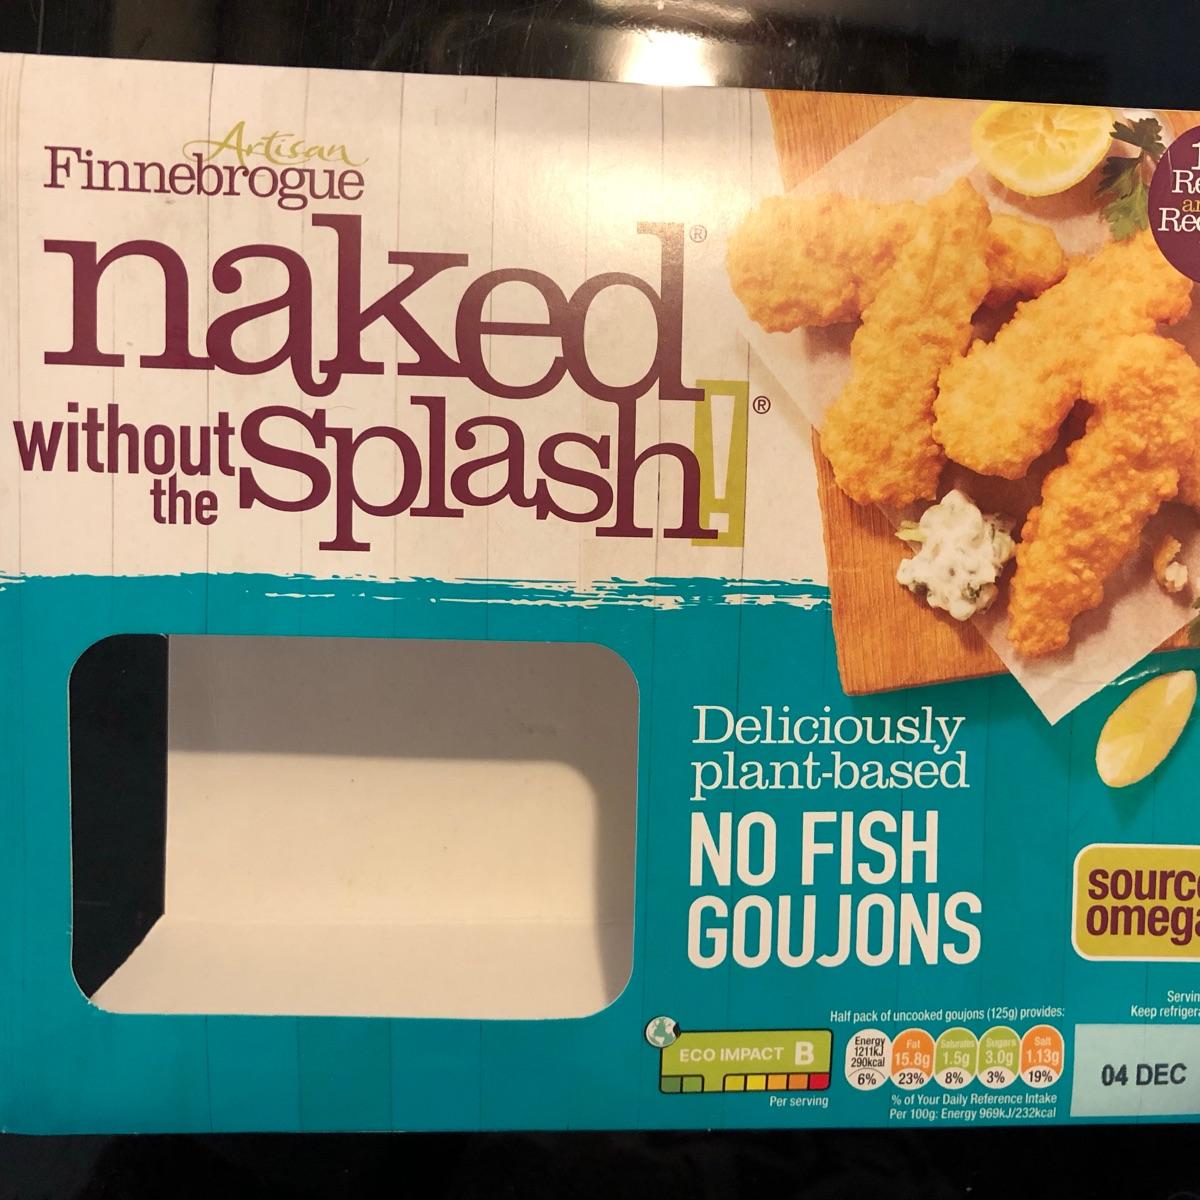 Artisan
Finnebrogue
naked®
without the Splash!®
Deliciously
plant-based
NO FISH
GOUJONS
Half pack of uncooked goujons (125g) provides:
ECO IMPACT B
Per serving
Energy
1211kJ
290kcal
6%
Fat
15.8g
23%
Saturates
1.5g
8%
Sugars
3.0g
3%
Salt
1.13g
19%
% of Your Daily Reference Intake
Per 100g: Energy 969kJ/232kcal
04 DEC